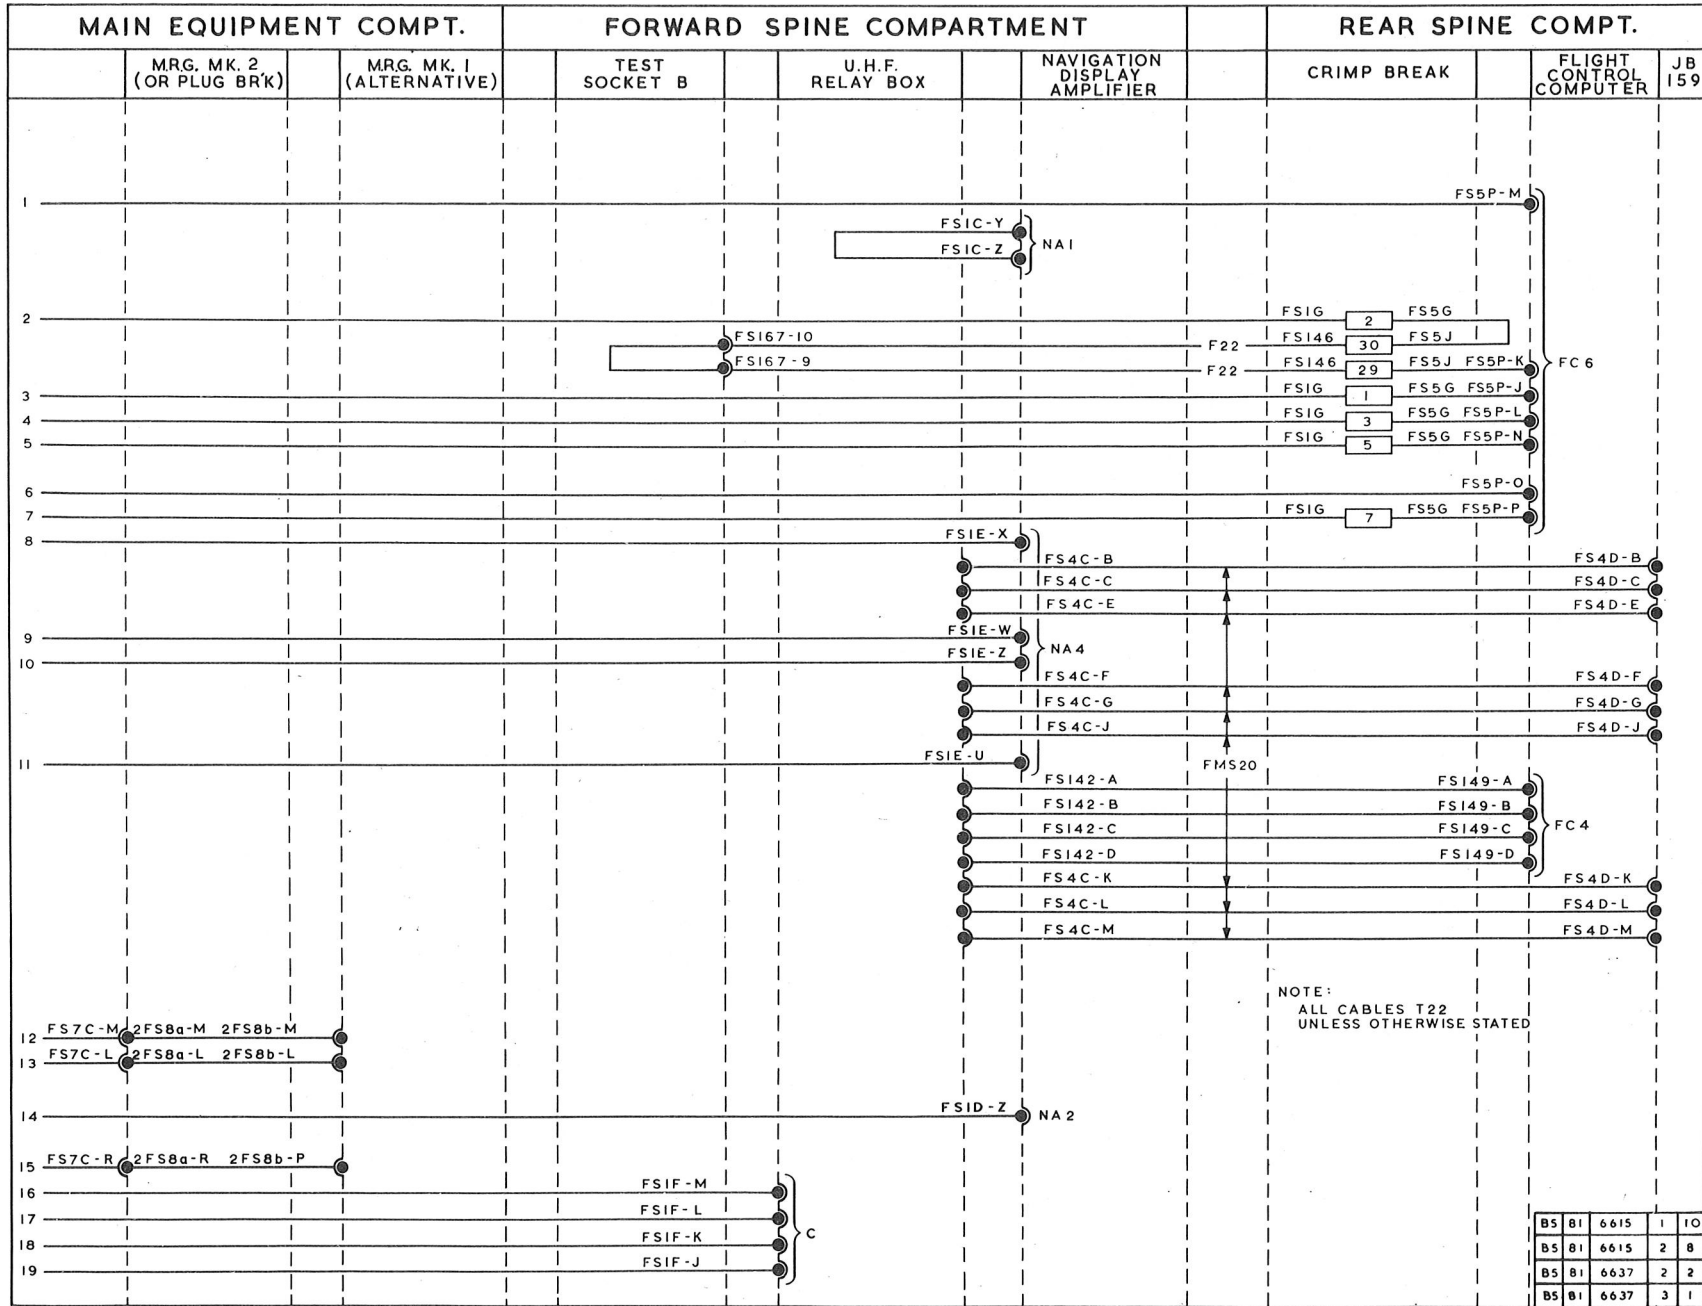 MAIN EQUIPMENT COMPT.
FORWARD SPINE COMPARTMENT
REAR SPINE COMPT.
M.R.G. MK. 2
(OR PLUG BR'K)
M.R.G. MK. 1
(ALTERNATIVE)
TEST
SOCKET B
U.H.F.
RELAY BOX
NAVIGATION
DISPLAY
AMPLIFIER
CRIMP BREAK
FLIGHT
CONTROL
COMPUTER
JB
159
1 FS5P-M
FS1C-Y
FS1C-Z
NA1
2 FS1G 2 FS5G
FS167-10 F22 FS146 30 FS5J
FS167-9 F22 FS146 29 FS5J FS5P-K
FC6
3 FS1G 1 FS5G FS5P-J
4 FS1G 3 FS5G FS5P-L
5 FS1G 5 FS5G FS5P-N
6 FS5P-O
7 FS1G 7 FS5G FS5P-P
8 FS1E-X
FS4C-B FS4D-B
FS4C-C FS4D-C
FS4C-E FS4D-E
9 FS1E-W
NA4
10 FS1E-Z
FS4C-F FS4D-F
FS4C-G FS4D-G
FS4C-J FS4D-J
11 FS1E-U
FMS20
FS142-A FS149-A
FS142-B FS149-B
FC4
FS142-C FS149-C
FS142-D FS149-D
FS4C-K FS4D-K
FS4C-L FS4D-L
FS4C-M FS4D-M
NOTE:
ALL CABLES T22
UNLESS OTHERWISE STATED
12 FS7C-M 2FS8a-M 2FS8b-M
13 FS7C-L 2FS8a-L 2FS8b-L
14 FS1D-Z NA2
15 FS7C-R 2FS8a-R 2FS8b-P
16 FS1F-M
17 FS1F-L
C
18 FS1F-K
19 FS1F-J
B5 81 6615 1 10
B5 81 6615 2 8
B5 81 6637 2 2
B5 81 6637 3 1